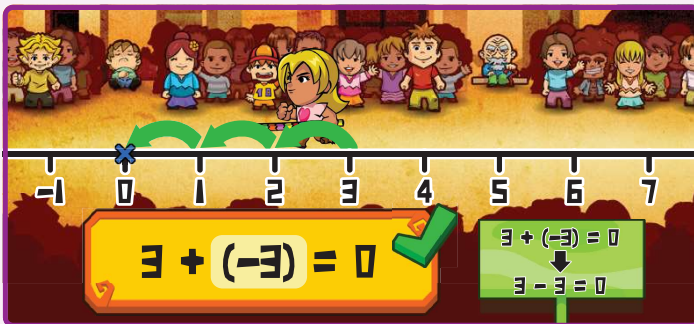 -1 0 1 2 3 4 5 6 7
3 + (-3) = 0
3 + (-3) = 0
3 - 3 = 0